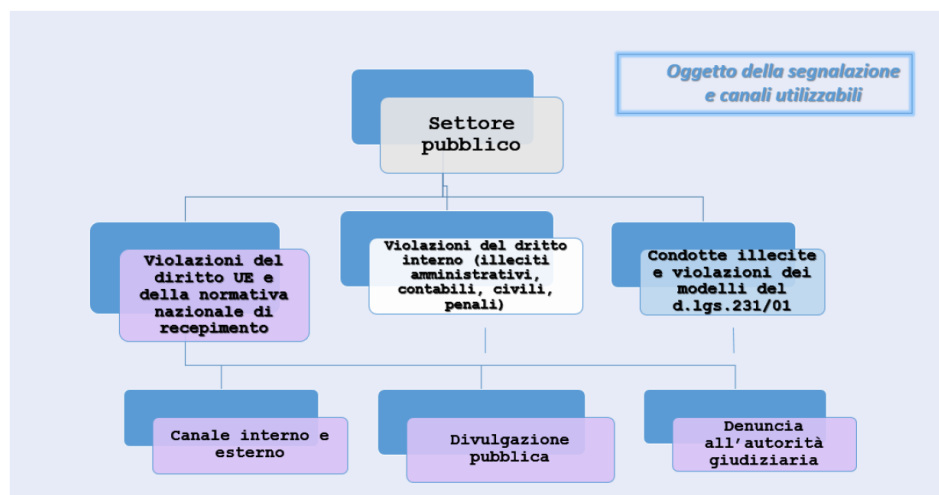 Oggetto della segnalazione
e canali utilizzabili
Settore
pubblico
Violazioni del
diritto UE e
della normativa
nazionale di
recepimento
Violazioni del dritto
interno (illeciti
amministrativi,
contabili, civili,
penali)
Condotte illecite
e violazioni dei
modelli del
d.lgs.231/01
Canale interno e
esterno
Divulgazione
pubblica
Denuncia
all’autorità
giudiziaria